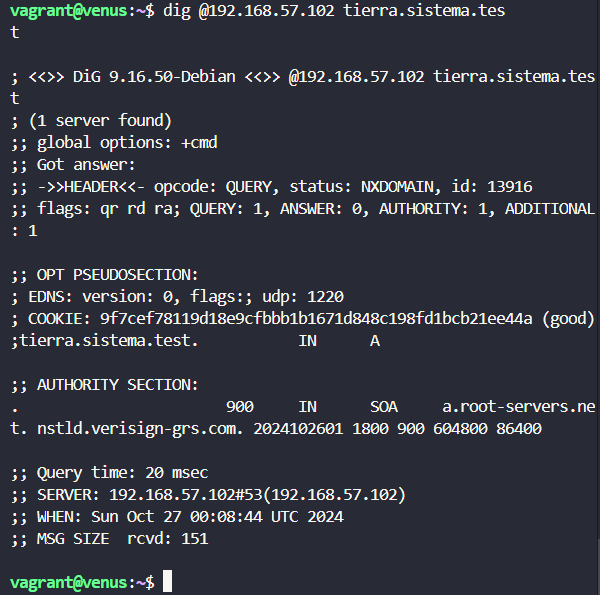 vagrant@venus:~$ dig @192.168.57.102 tierra.sistema.tes
t
; <<>> DiG 9.16.50-Debian <<>> @192.168.57.102 tierra.sistema.tes
t
; (1 server found)
;; global options: +cmd
;; Got answer:
;; ->>HEADER<<- opcode: QUERY, status: NXDOMAIN, id: 13916
;; flags: qr rd ra; QUERY: 1, ANSWER: 0, AUTHORITY: 1, ADDITIONAL
: 1
;; OPT PSEUDOSECTION:
; EDNS: version: 0, flags:; udp: 1220
; COOKIE: 9f7cef78119d18e9cfbbb1b1671d848c198fd1bcb21ee44a (good)
;tierra.sistema.test. IN A
;; AUTHORITY SECTION:
. 900 IN SOA a.root-servers.ne
t. nstld.verisign-grs.com. 2024102601 1800 900 604800 86400
;; Query time: 20 msec
;; SERVER: 192.168.57.102#53(192.168.57.102)
;; WHEN: Sun Oct 27 00:08:44 UTC 2024
;; MSG SIZE rcvd: 151
vagrant@venus:~$